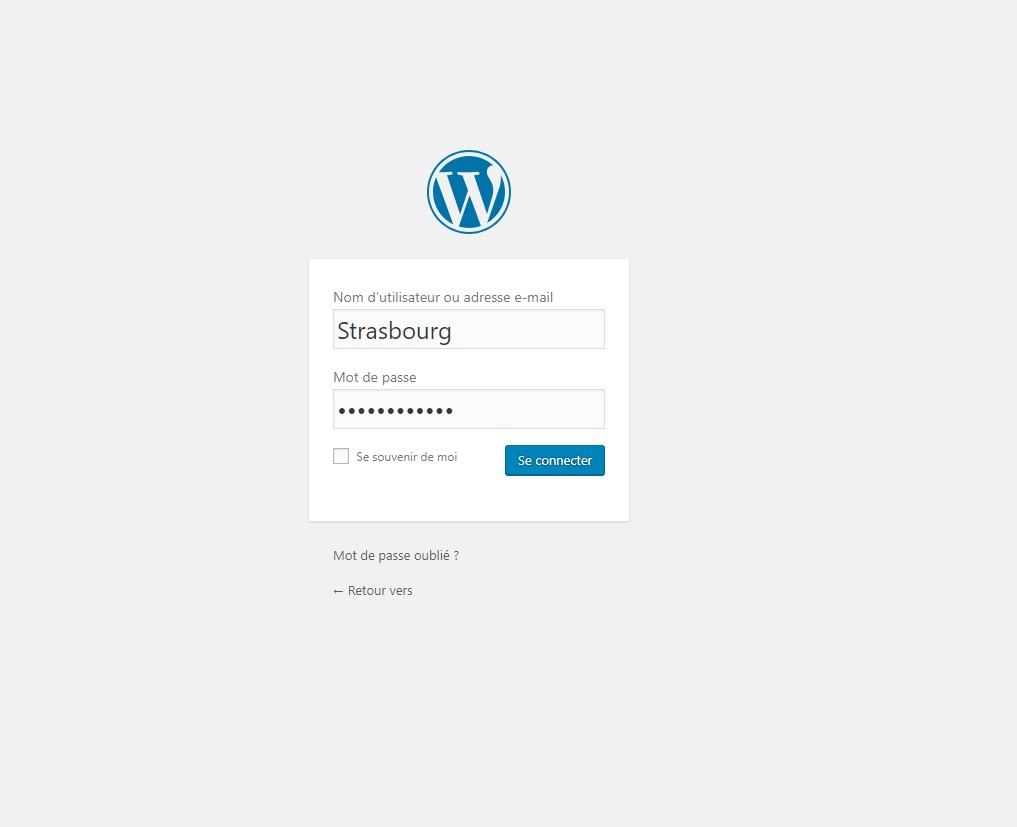 Nom d'utilisateur ou adresse e-mail
Strasbourg
Mot de passe
••••••••••••
Se souvenir de moi
Se connecter
Mot de passe oublié ?
← Retour vers